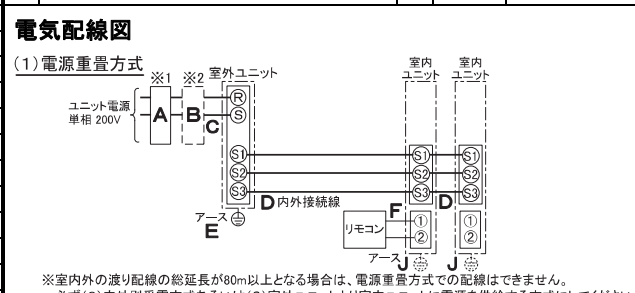 電気配線図
(1)電源重畳方式
※1 ※2 室外ユニット
室内ユニット 室内ユニット
ユニット電源
単相 200V
A B C
R
S
S1 S1 S1
S2 S2 S2
S3 S3 D S3
D 内外接続線
アース
E
リモコン F ① ①
② ②
アース J J
※室内外の渡り配線の総延長が80m以上となる場合は、電源重畳方式での配線はできません。